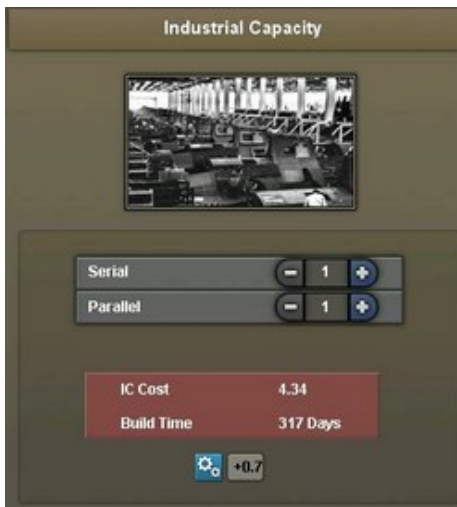 Industrial Capacity
Serial - 1 +
Parallel - 1 +
IC Cost 4.34
Build Time 317 Days
+0.7